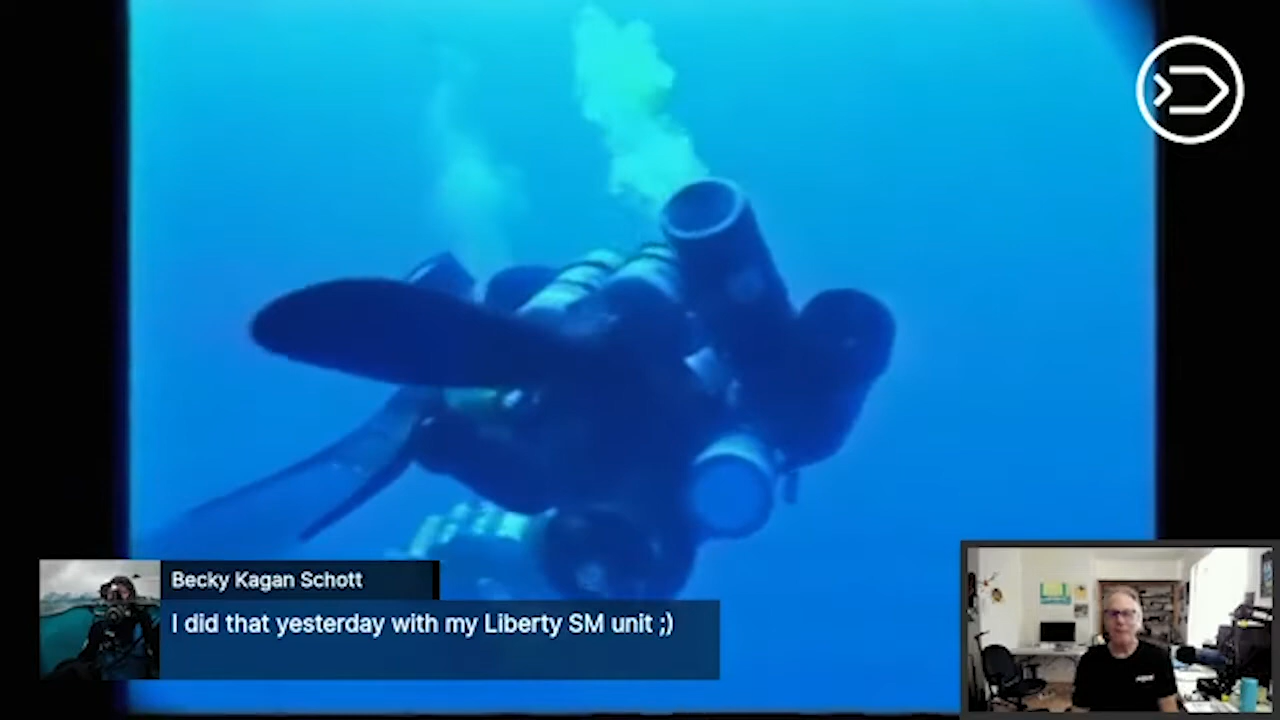 Becky Kagan Schott
I did that yesterday with my Liberty SM unit ;)